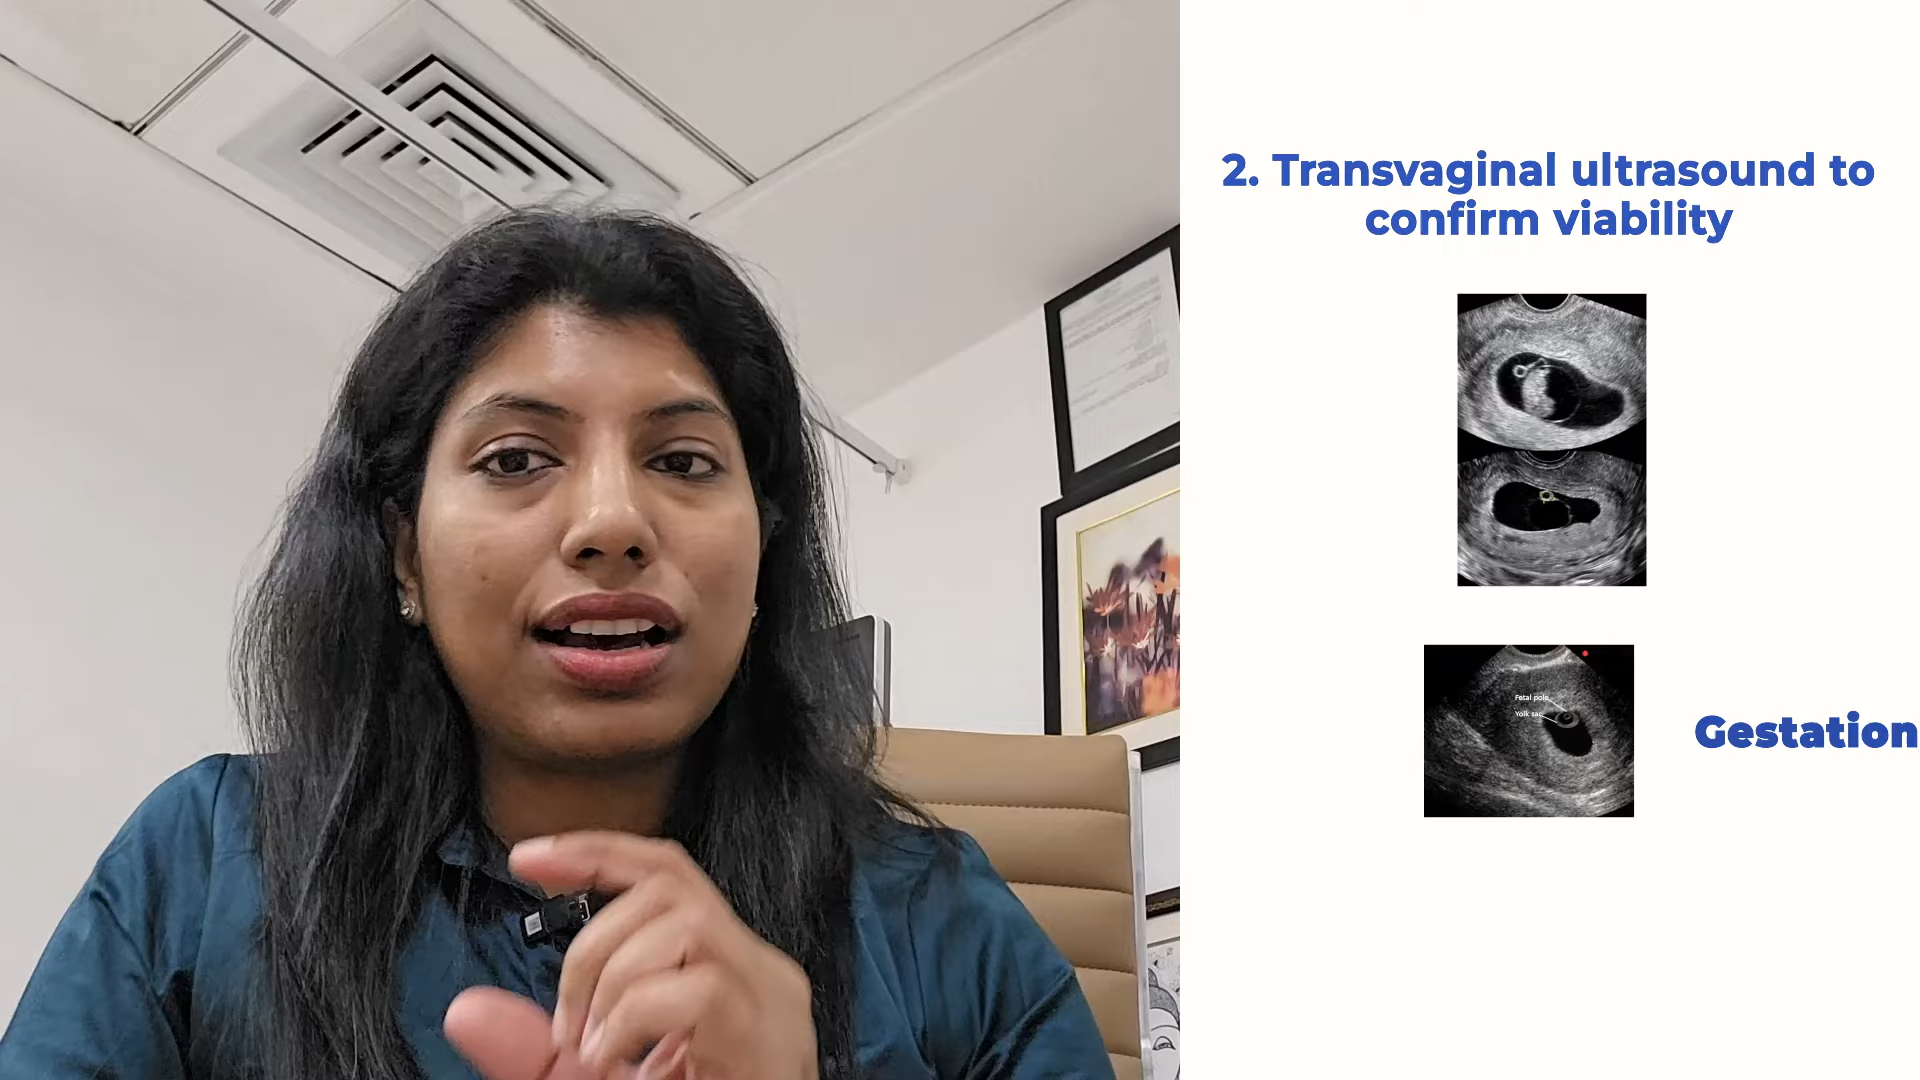 2. Transvaginal ultrasound to
confirm viability
Fetal pole
Yolk sac
Gestation